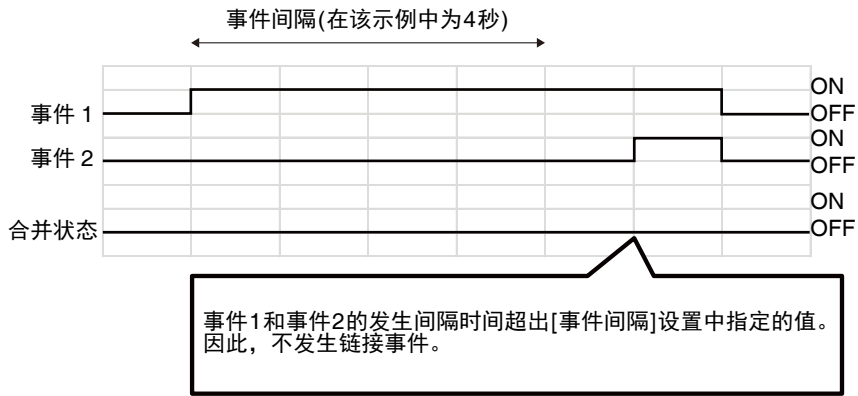 事件间隔(在该示例中为4秒)
ON
事件 1
OFF
ON
事件 2
OFF
ON
合并状态
OFF
事件1和事件2的发生间隔时间超出[事件间隔]设置中指定的值。
因此，不发生链接事件。